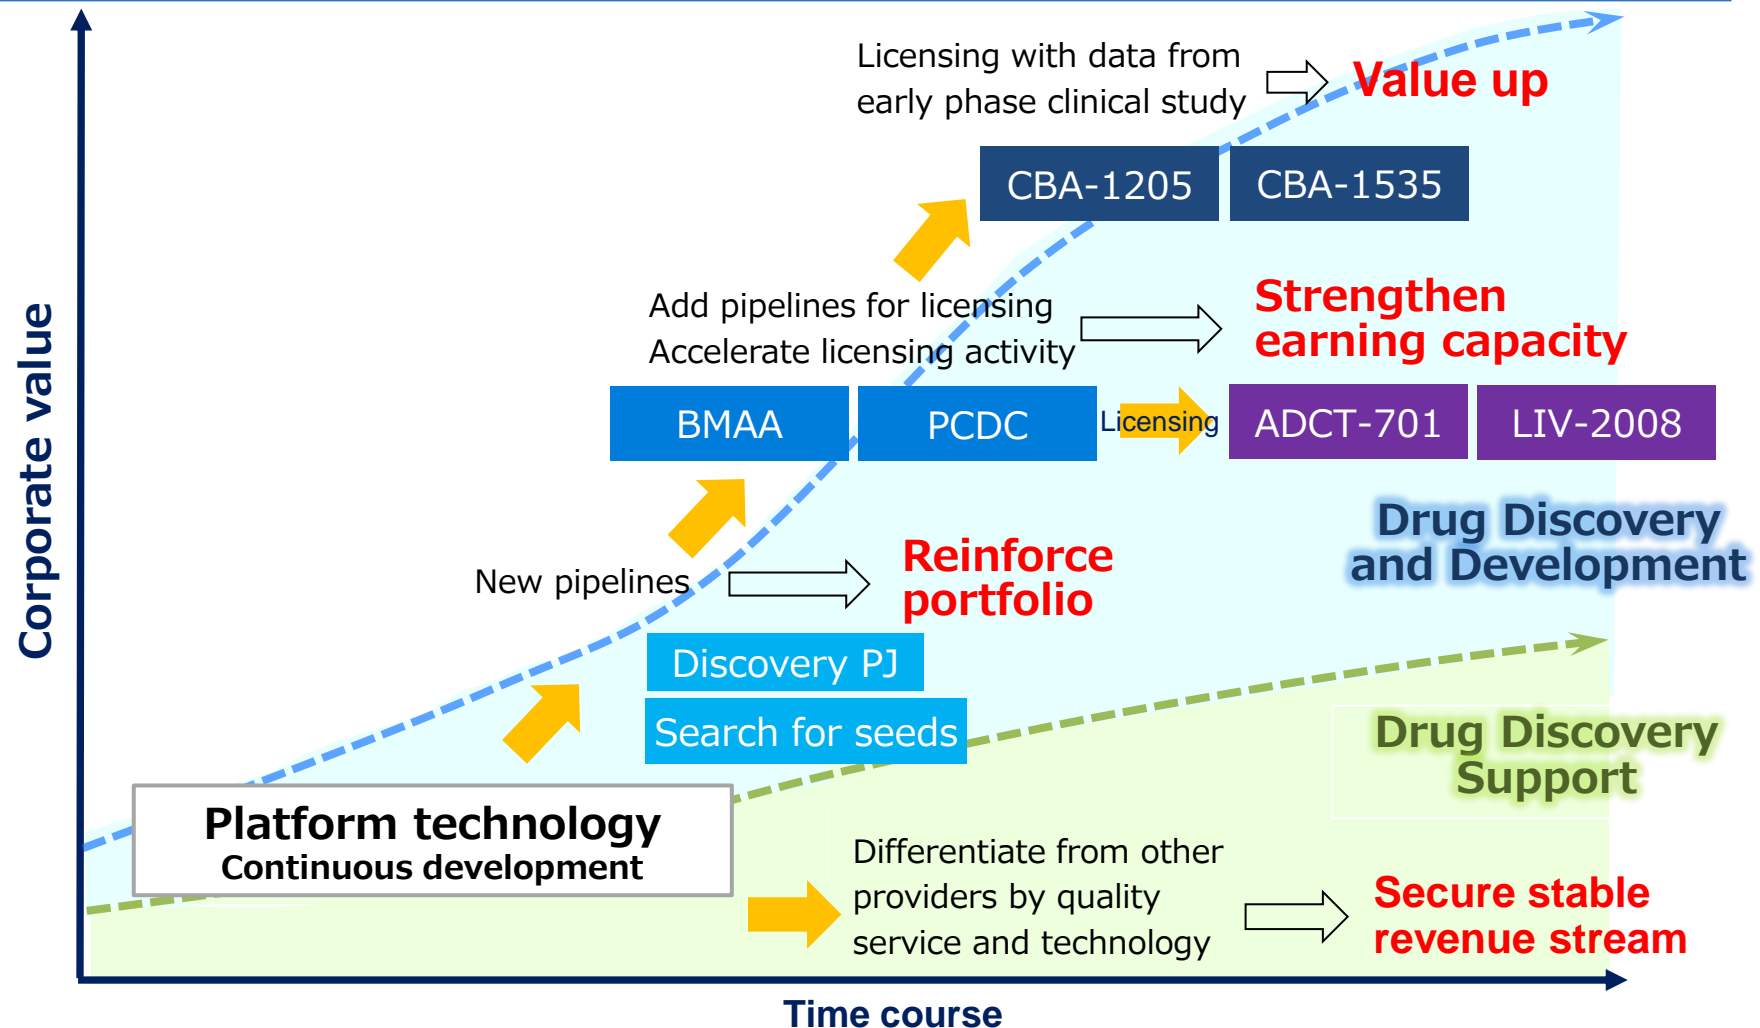 Licensing with data from
early phase clinical study
Value up
CBA-1205
CBA-1535
Add pipelines for licensing
Accelerate licensing activity
Strengthen
earning capacity
BMAA
PCDC
Licensing
ADCT-701
LIV-2008
Drug Discovery
and Development
New pipelines
Reinforce
portfolio
Discovery PJ
Search for seeds
Drug Discovery
Support
Platform technology
Continuous development
Differentiate from other
providers by quality
service and technology
Secure stable
revenue stream
Corporate value
Time course